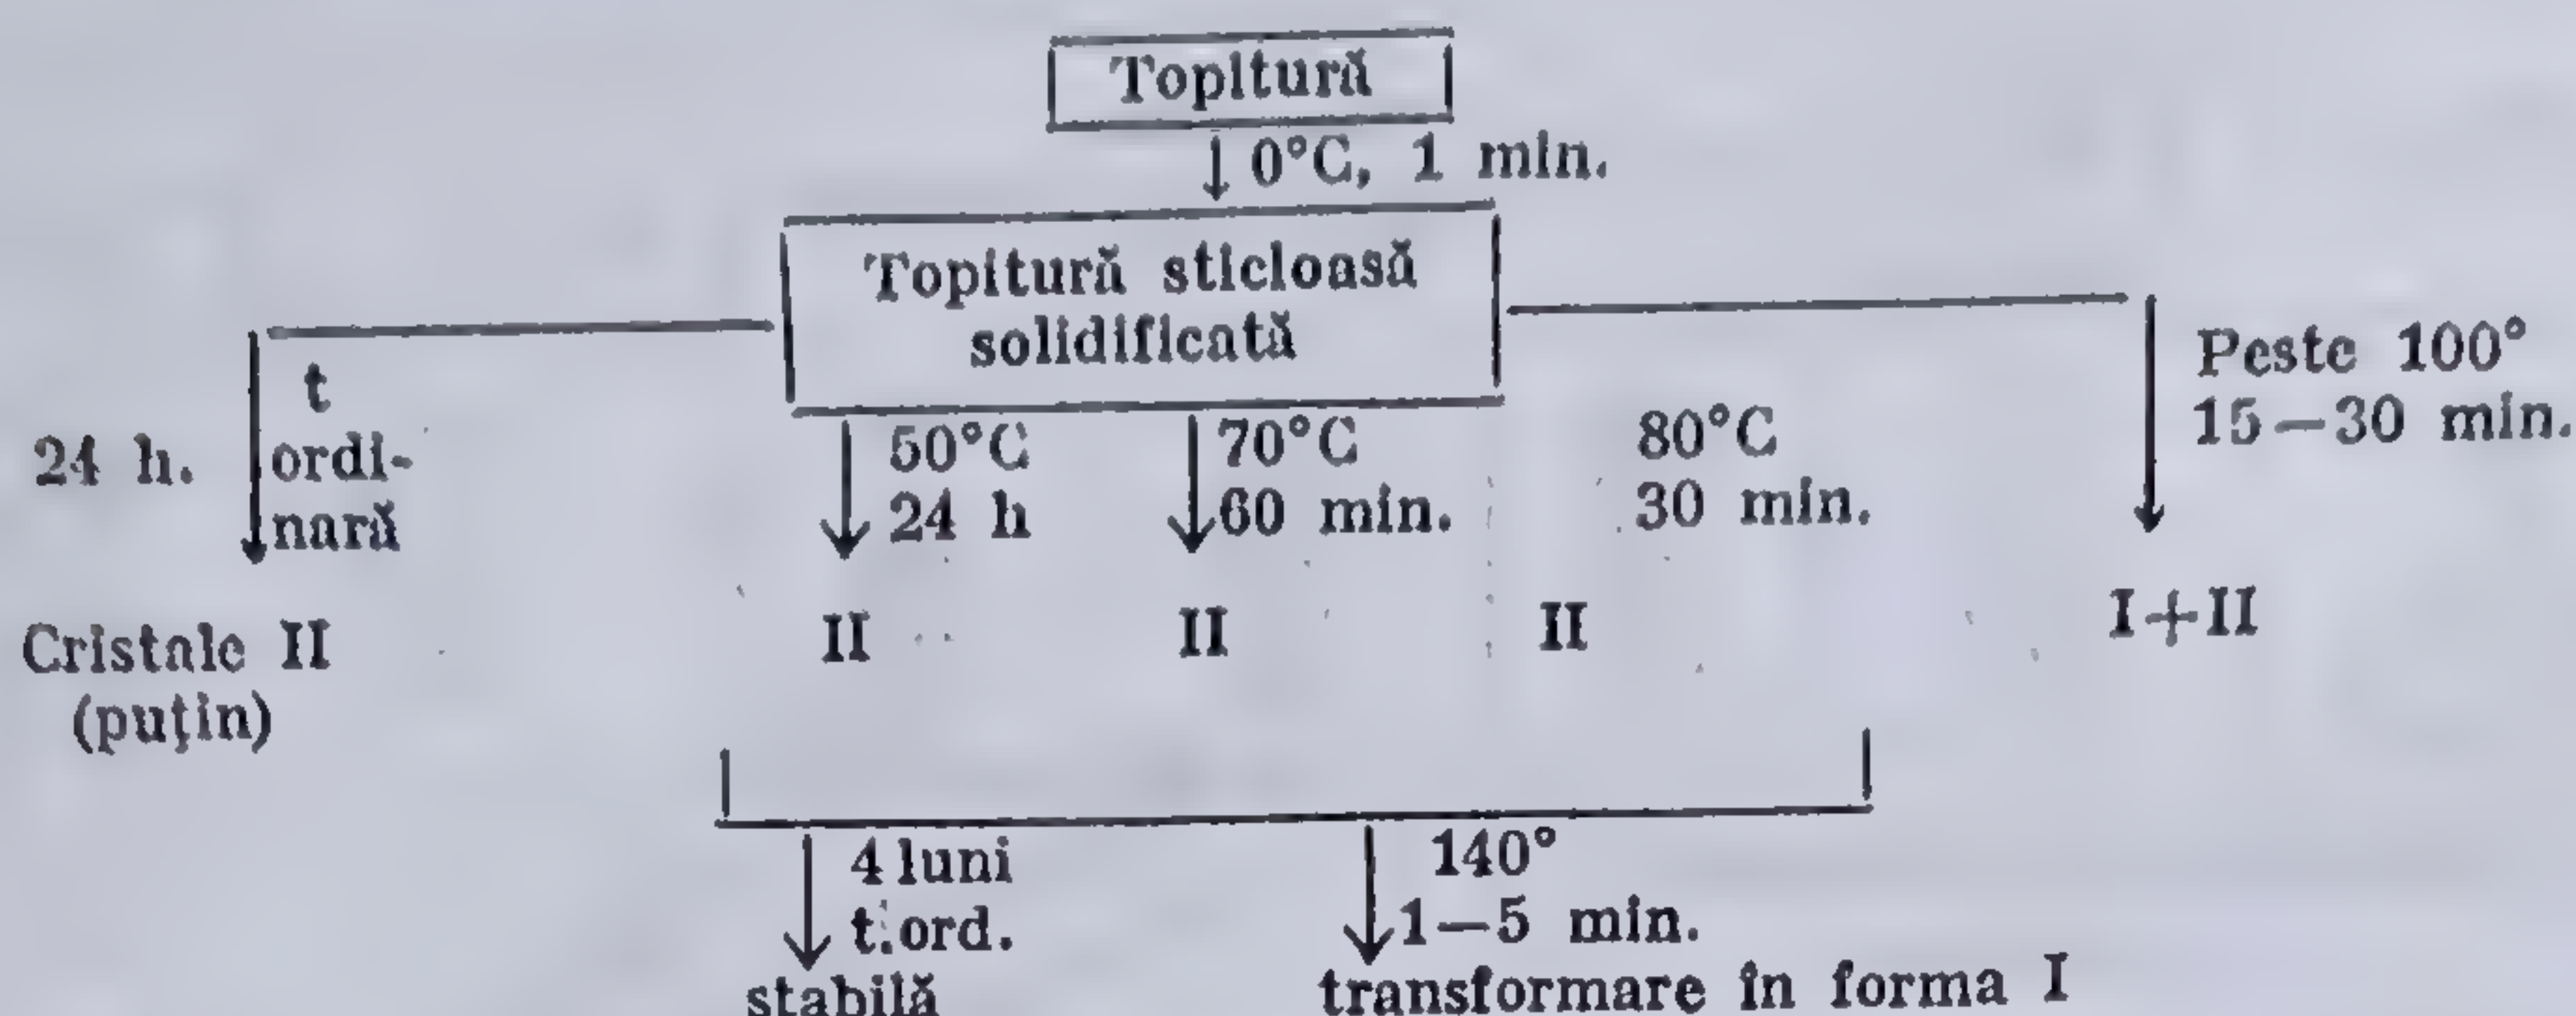 Topitură
0°C, 1 min.
Topitură sticloasă
solidificată
24 h.
t
ordi-
nară
50°C
24 h
70°C
60 min.
80°C
30 min.
Peste 100°
15—30 min.
Cristale II
(puţin)
II
II
II
I+II
4 luni
t.ord.
stabilă
140°
1—5 min.
transformare în forma I